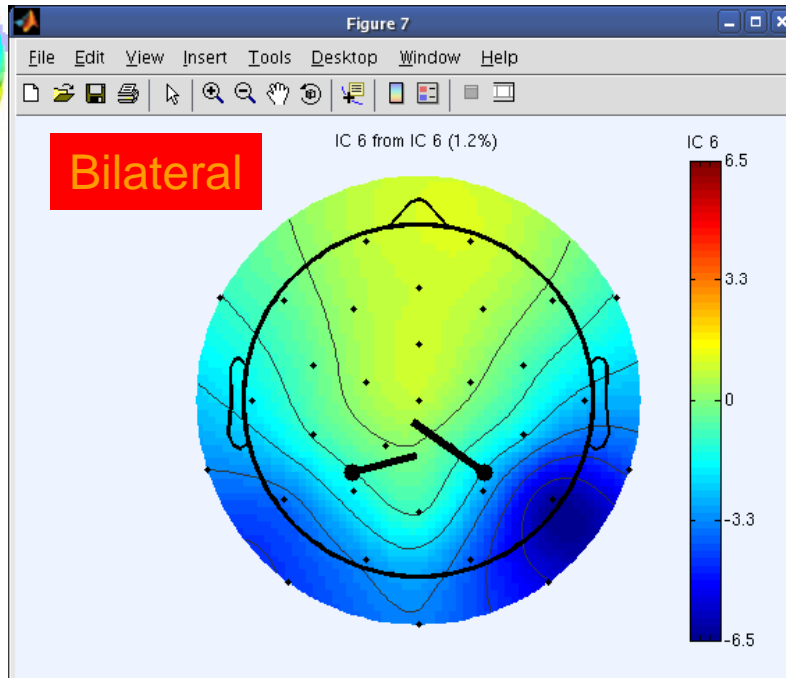 Figure 7
File Edit View Insert Tools Desktop Window Help
Bilateral
IC 6 from IC 6 (1.2%)
IC 6
6.5
3.3
0
-3.3
-6.5